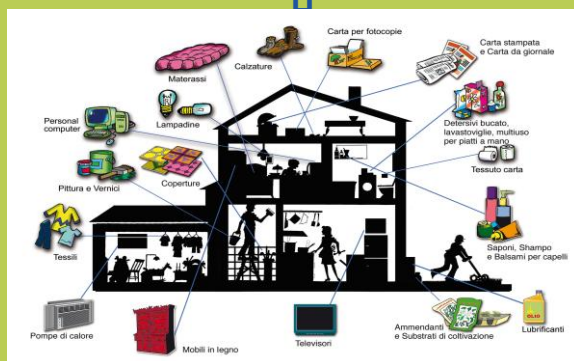 Carta per fotocopie
Calzature
Carta stampata
e Carta da giornale
Materassi
Lampadine
Personal
computer
Detersivi bucato,
lavastoviglie, multiuso
per piatti a mano
Tessuto carta
Pittura e Vernici
Coperture
Tessili
Saponi, Shampo
e Balsami per capelli
Pompe di calore
Mobili in legno
Televisori
Ammendanti
e Substrati di coltivazione
OLIO
Lubrificanti